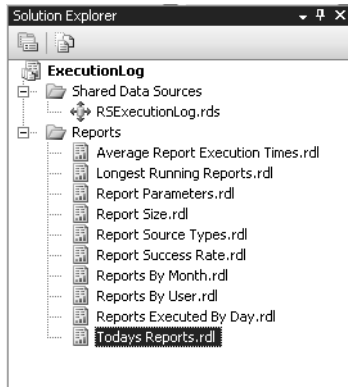 Solution Explorer
ExecutionLog
Shared Data Sources
RSExecutionLog.rds
Reports
Average Report Execution Times.rdl
Longest Running Reports.rdl
Report Parameters.rdl
Report Size.rdl
Report Source Types.rdl
Report Success Rate.rdl
Reports By Month.rdl
Reports By User.rdl
Reports Executed By Day.rdl
Todays Reports.rdl